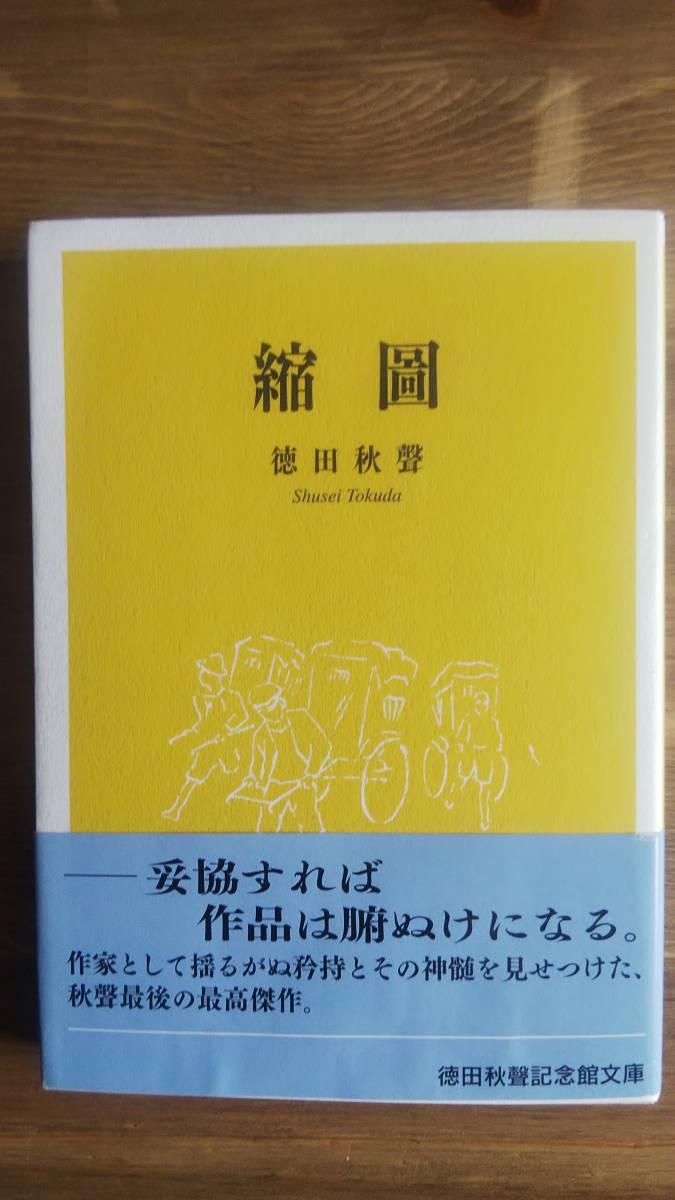 縮圖
徳田秋聲
Shusei Tokuda
──妥協すれば
作品は腑ぬけになる。
作家として揺るがぬ矜持とその神髄を見せつけた、
秋聲最後の最高傑作。
徳田秋聲記念館文庫